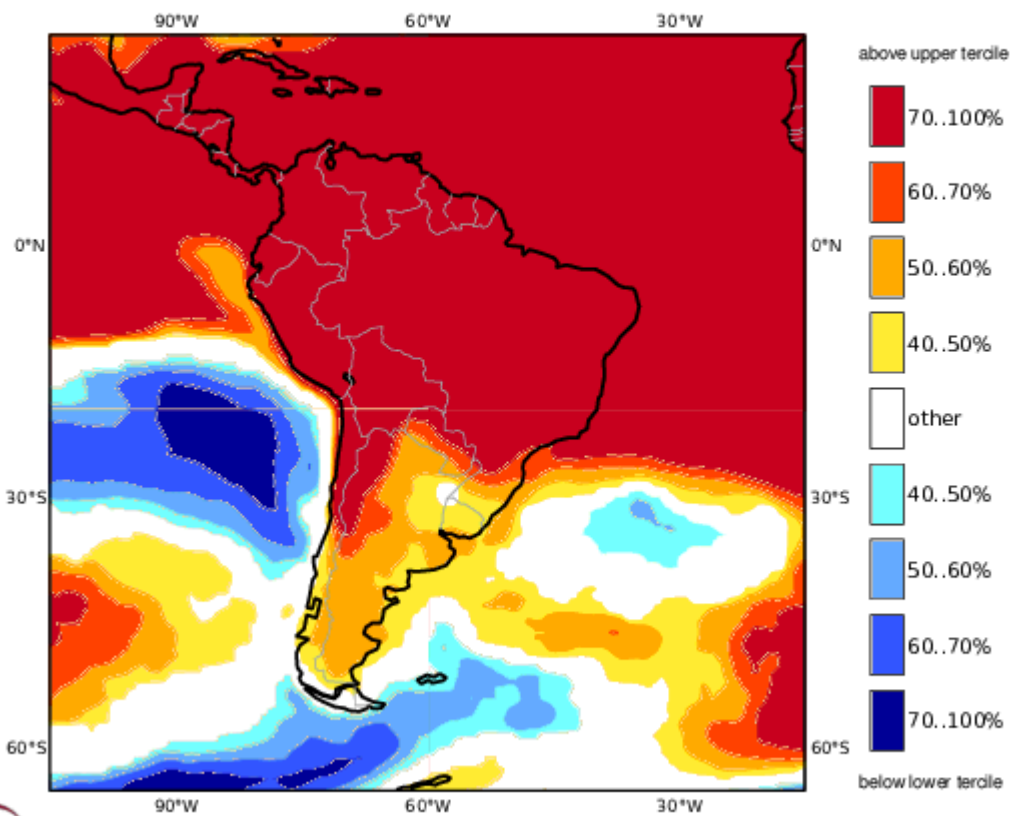 90°W 60°W 30°W
above upper tercile
70..100%
60..70%
0°N 0°N
50..60%
40..50%
other
30°S 30°S
40..50%
50..60%
60..70%
70..100%
60°S 60°S
below lower tercile
90°W 60°W 30°W